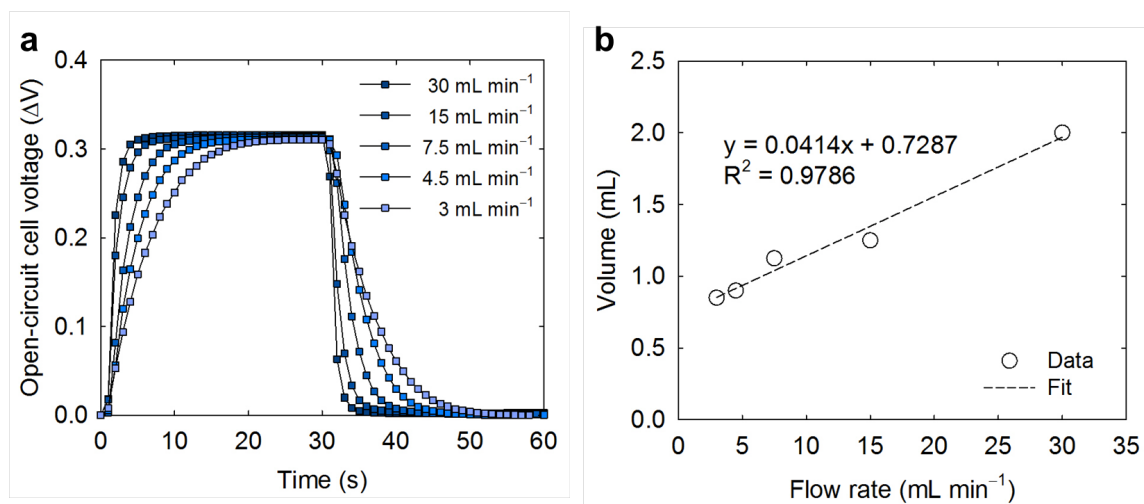 a
Open-circuit cell voltage (ΔV)
0.4
0.3
0.2
0.1
0.0
30 mL min⁻¹
15 mL min⁻¹
7.5 mL min⁻¹
4.5 mL min⁻¹
3 mL min⁻¹
0 10 20 30 40 50 60
Time (s)
b
Volume (mL)
2.5
2.0
1.5
1.0
0.5
0.0
y = 0.0414x + 0.7287
R² = 0.9786
Data
Fit
0 5 10 15 20 25 30 35
Flow rate (mL min⁻¹)